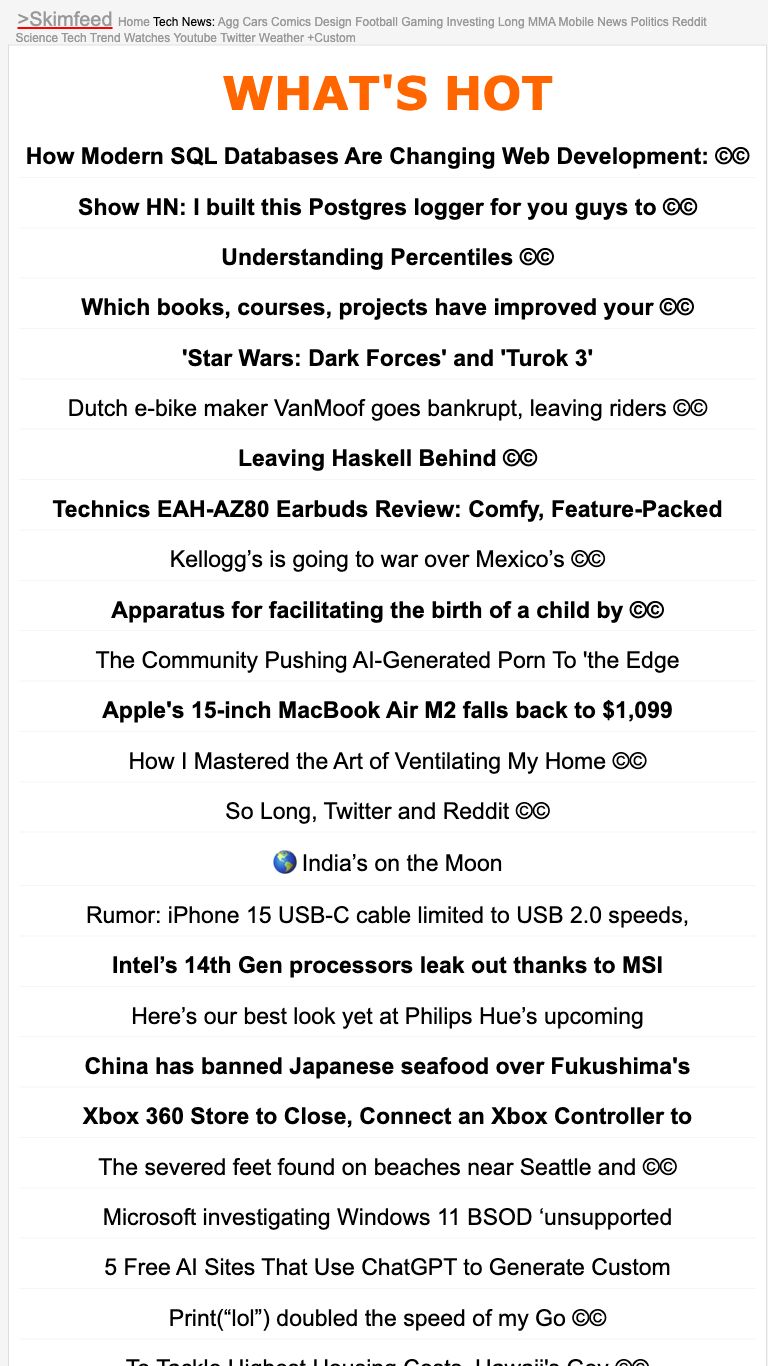 >Skimfeed Home Tech News: Agg Cars Comics Design Football Gaming Investing Long MMA Mobile News Politics Reddit
Science Tech Trend Watches Youtube Twitter Weather +Custom
WHAT'S HOT
How Modern SQL Databases Are Changing Web Development: ©©
Show HN: I built this Postgres logger for you guys to ©©
Understanding Percentiles ©©
Which books, courses, projects have improved your ©©
'Star Wars: Dark Forces' and 'Turok 3'
Dutch e-bike maker VanMoof goes bankrupt, leaving riders ©©
Leaving Haskell Behind ©©
Technics EAH-AZ80 Earbuds Review: Comfy, Feature-Packed
Kellogg’s is going to war over Mexico’s ©©
Apparatus for facilitating the birth of a child by ©©
The Community Pushing AI-Generated Porn To 'the Edge
Apple's 15-inch MacBook Air M2 falls back to $1,099
How I Mastered the Art of Ventilating My Home ©©
So Long, Twitter and Reddit ©©
🌎 India’s on the Moon
Rumor: iPhone 15 USB-C cable limited to USB 2.0 speeds,
Intel’s 14th Gen processors leak out thanks to MSI
Here’s our best look yet at Philips Hue’s upcoming
China has banned Japanese seafood over Fukushima's
Xbox 360 Store to Close, Connect an Xbox Controller to
The severed feet found on beaches near Seattle and ©©
Microsoft investigating Windows 11 BSOD ‘unsupported
5 Free AI Sites That Use ChatGPT to Generate Custom
Print(“lol”) doubled the speed of my Go ©©
To Tackle Highest Housing Costs, Hawaii's Gov ©©